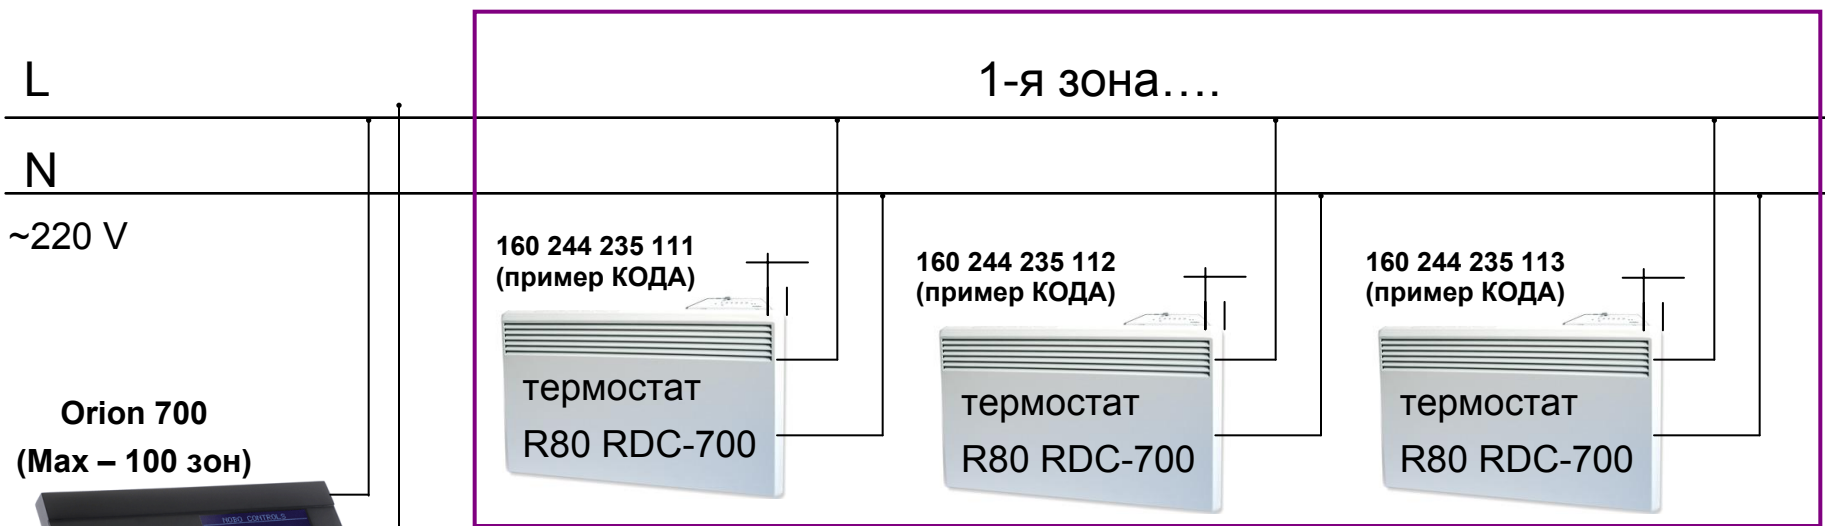 L
1-я зона....
N
~220 V
160 244 235 111
(пример КОДА)
160 244 235 112
(пример КОДА)
160 244 235 113
(пример КОДА)
термостат
R80 RDC-700
термостат
R80 RDC-700
термостат
R80 RDC-700
Orion 700
(Max – 100 зон)
NOBO CONTROLS